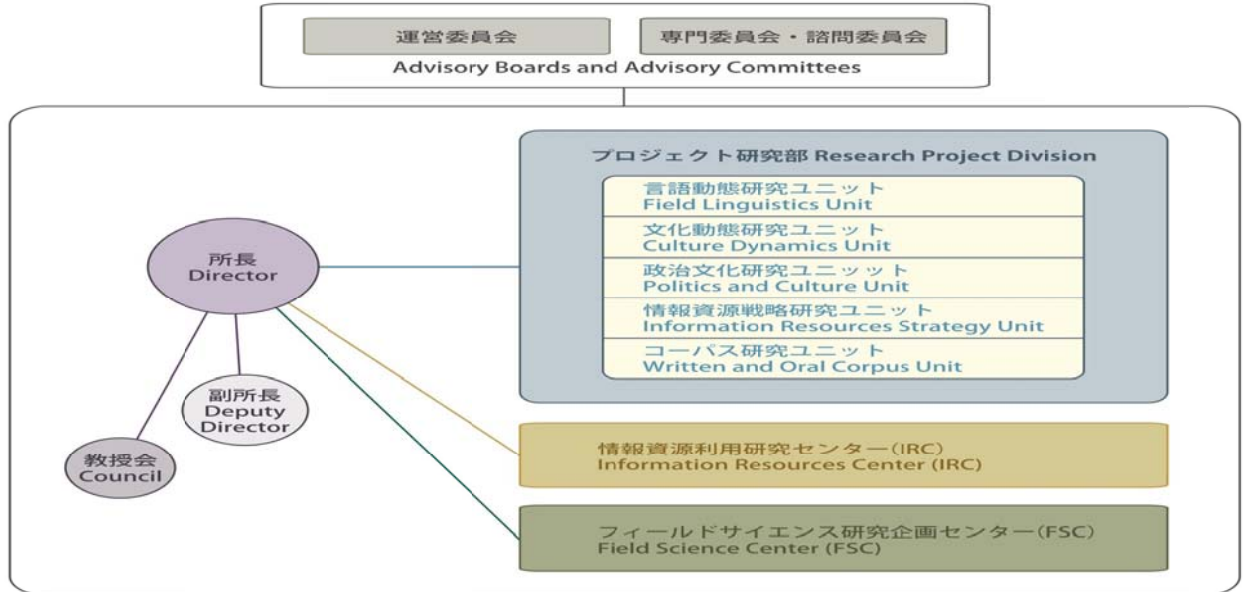 運営委員会
専門委員会・諮問委員会
Advisory Boards and Advisory Committees
プロジェクト研究部 Research Project Division
言語動態研究ユニット
Field Linguistics Unit
文化動態研究ユニット
Culture Dynamics Unit
政治文化研究ユニッット
Politics and Culture Unit
情報資源戦略研究ユニット
Information Resources Strategy Unit
コーパス研究ユニット
Written and Oral Corpus Unit
所長
Director
副所長
Deputy
Director
教授会
Council
情報資源利用研究センター(IRC)
Information Resources Center (IRC)
フィールドサイエンス研究企画センター(FSC)
Field Science Center (FSC)